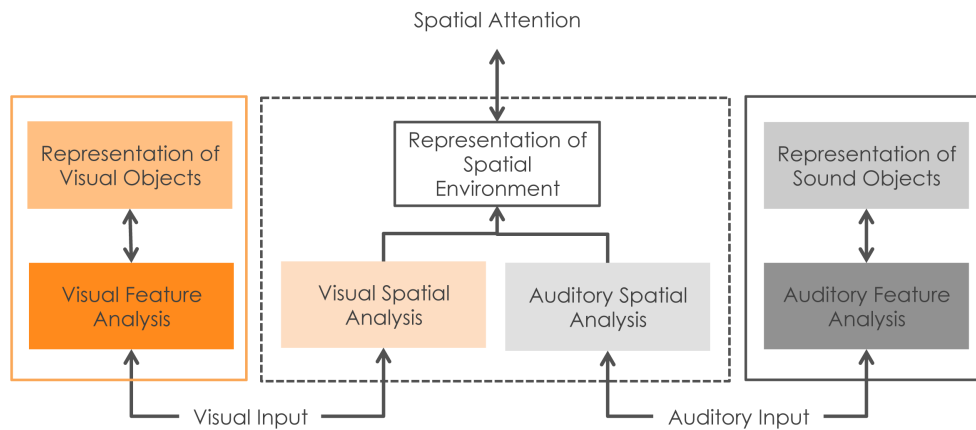 Spatial Attention
Representation of
Visual Objects
Representation of
Spatial
Environment
Representation of
Sound Objects
Visual Feature
Analysis
Visual Spatial
Analysis
Auditory Spatial
Analysis
Auditory Feature
Analysis
Visual Input
Auditory Input